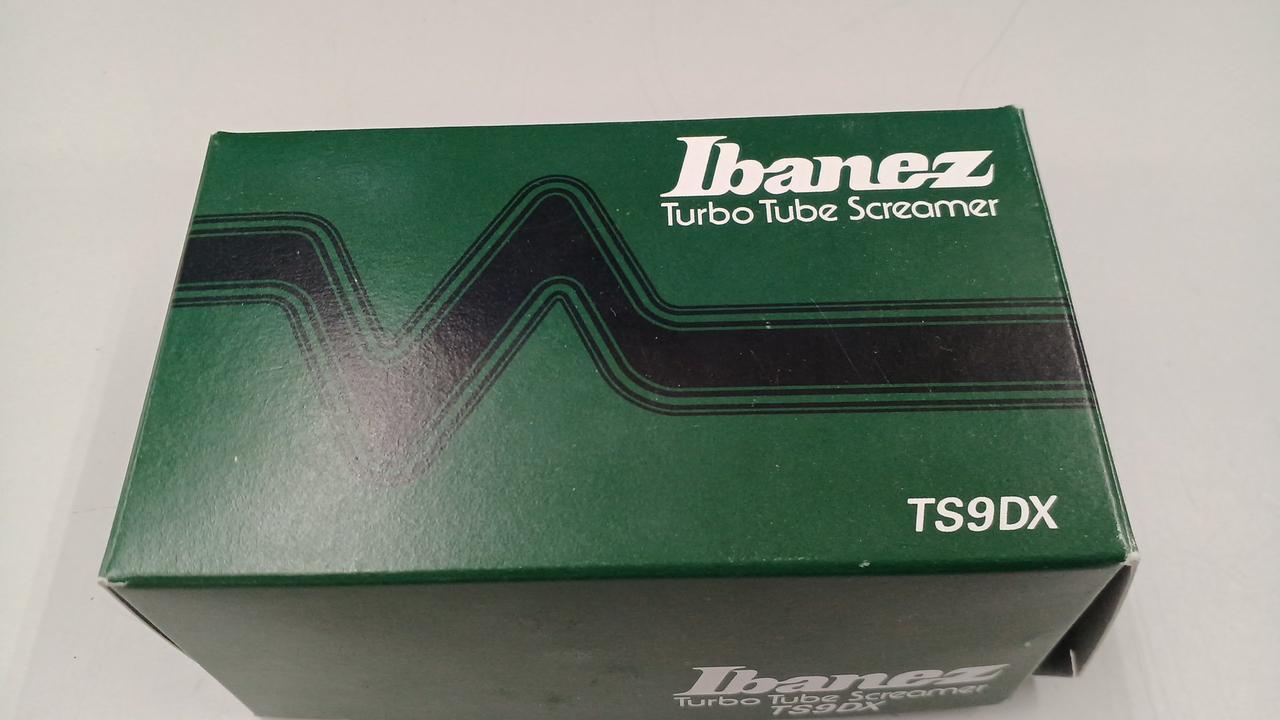 Ibanez
Turbo Tube Screamer
TS9DX
Ibanez
Turbo Tube Screamer
TS9DX